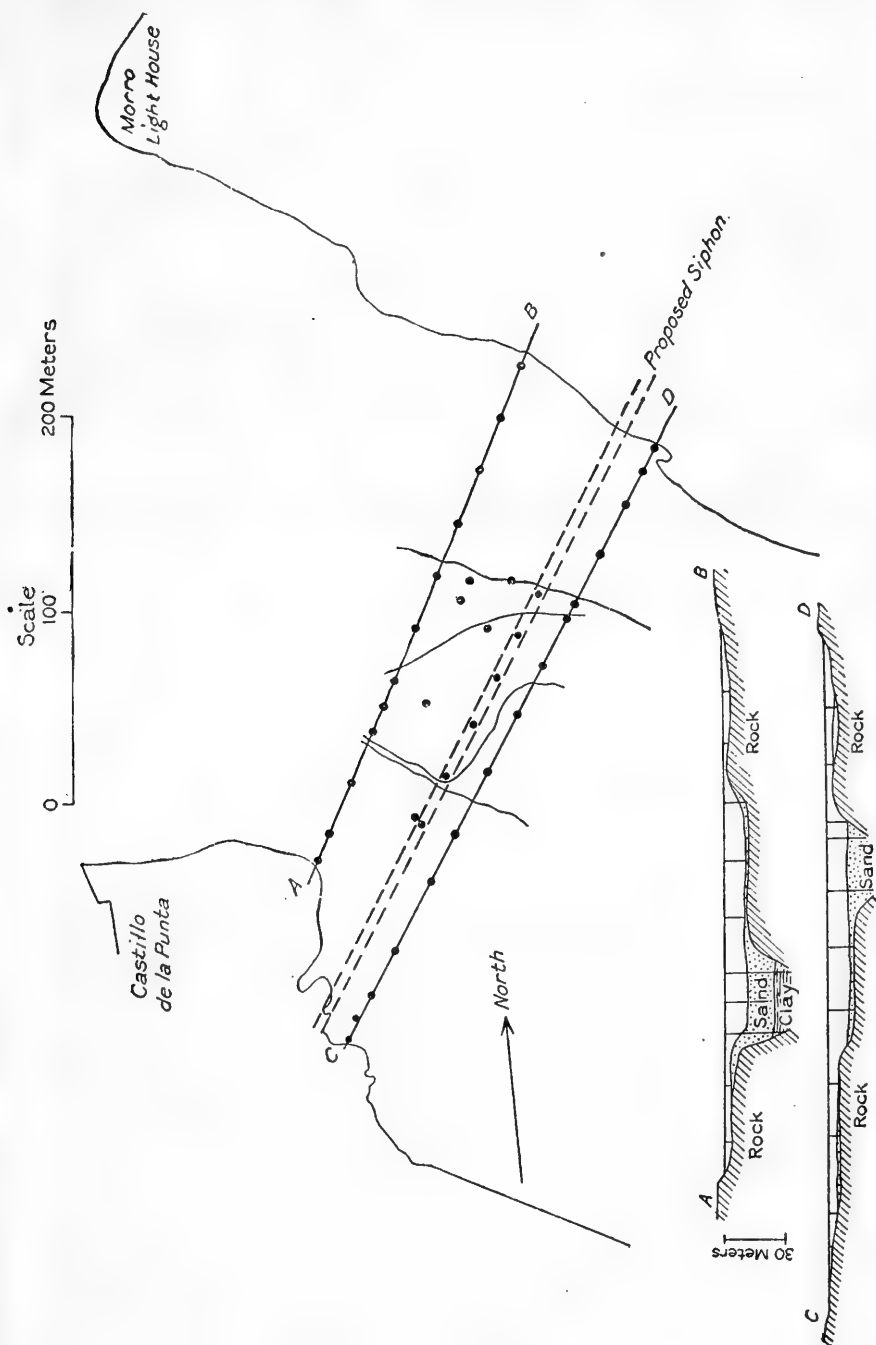 Morro
Light House
Scale
0 100 200 Meters
Castillo
de la Punta
A
B
C
D
Proposed Siphon.
North
A
B
Rock
Sand
Clay
Rock
30 Meters
C
D
Rock
Sand
Rock